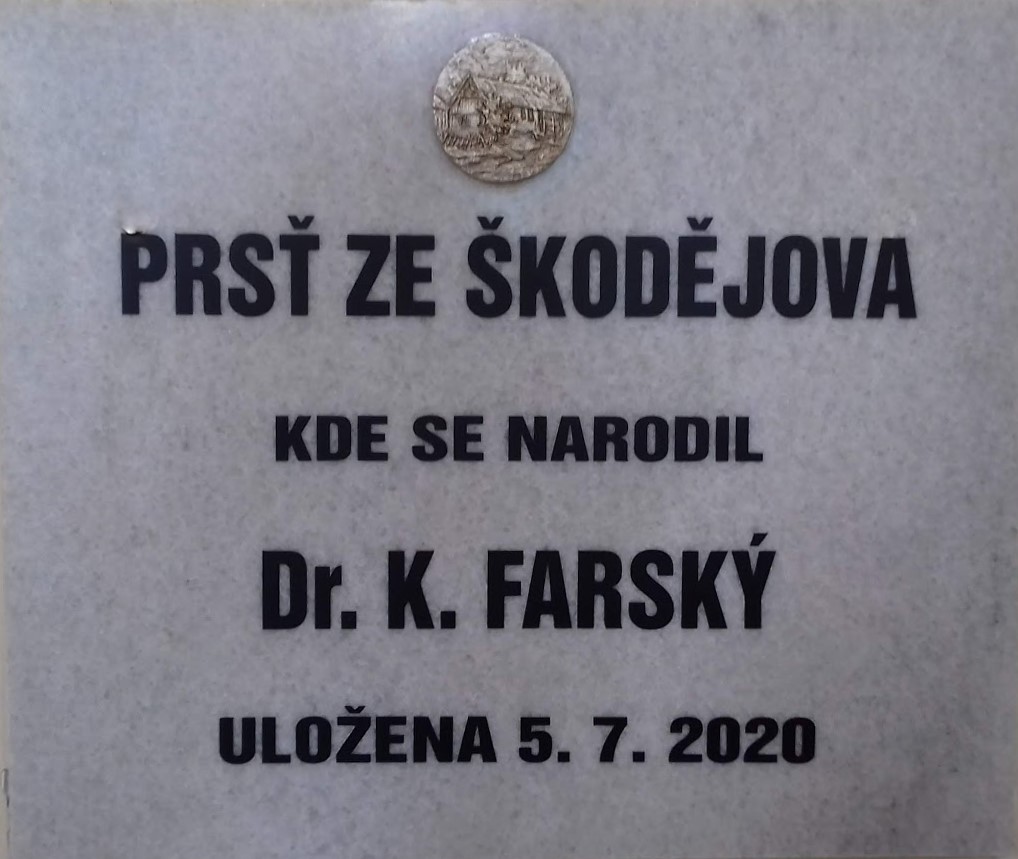 PRSŤ ZE ŠKODĚJOVA
KDE SE NARODIL
Dr. K. FARSKÝ
ULOŽENA 5. 7. 2020